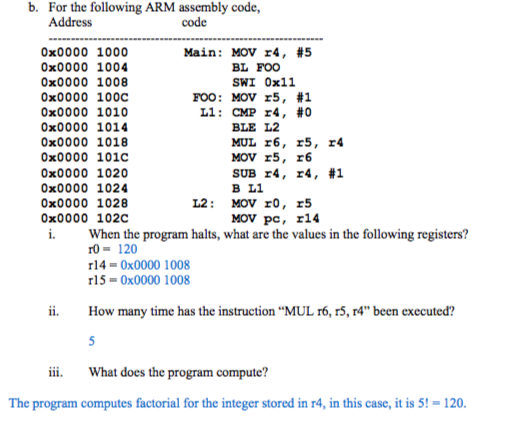 b. For the following ARM assembly code,
Address code
0x0000 1000 Main: MOV r4, #5
0x0000 1004 BL FOO
0x0000 1008 SWI 0x11
0x0000 100C FOO: MOV r5, #1
0x0000 1010 L1: CMP r4, #0
0x0000 1014 BLE L2
0x0000 1018 MUL r6, r5, r4
0x0000 101C MOV r5, r6
0x0000 1020 SUB r4, r4, #1
0x0000 1024 B L1
0x0000 1028 L2: MOV r0, r5
0x0000 102C MOV pc, r14
i. When the program halts, what are the values in the following registers?
r0 = 120
r14 = 0x0000 1008
r15 = 0x0000 1008
ii. How many time has the instruction “MUL r6, r5, r4” been executed?
5
iii. What does the program compute?
The program computes factorial for the integer stored in r4, in this case, it is 5! = 120.